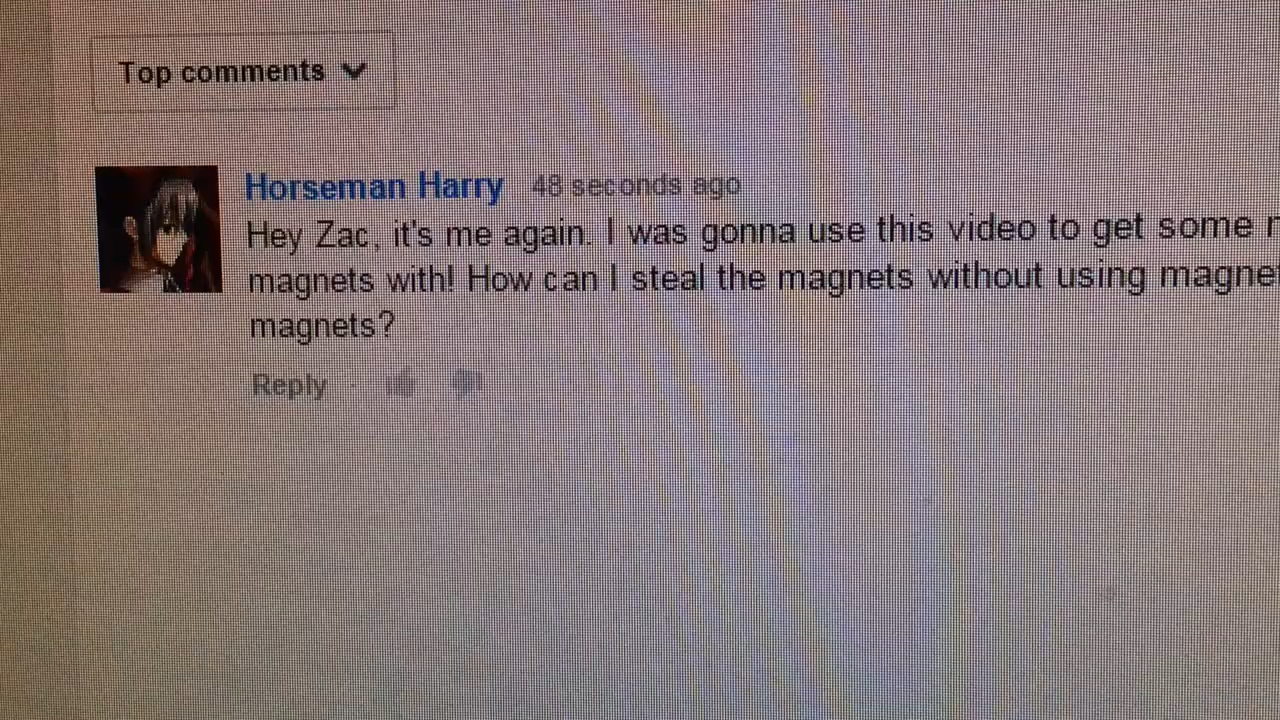 Top comments
Horseman Harry 48 seconds ago
Hey Zac, it's me again. I was gonna use this video to get some
magnets with! How can I steal the magnets without using
magnets?
Reply